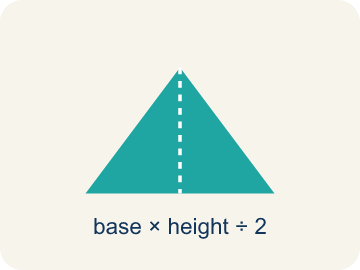 base × height ÷ 2